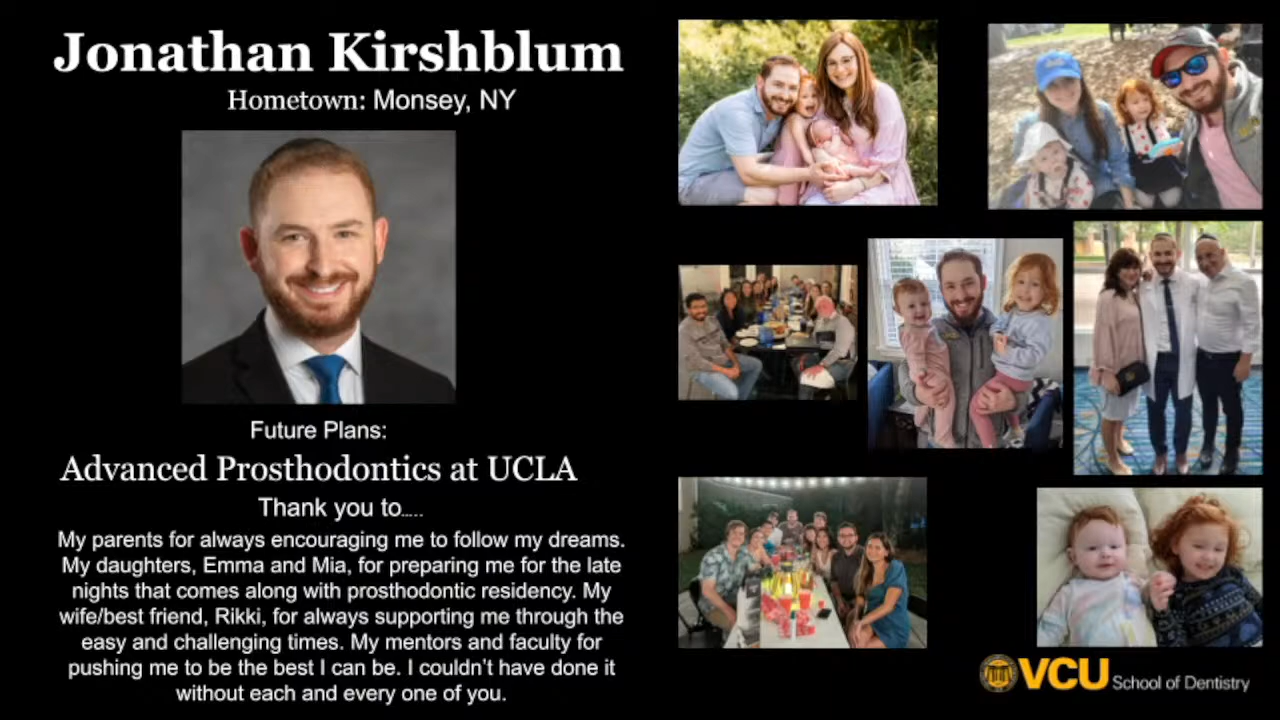 Jonathan Kirshblum
Hometown: Monsey, NY
Future Plans:
Advanced Prosthodontics at UCLA
Thank you to.....
My parents for always encouraging me to follow my dreams.
My daughters, Emma and Mia, for preparing me for the late
nights that comes along with prosthodontic residency. My
wife/best friend, Rikki, for always supporting me through the
easy and challenging times. My mentors and faculty for
pushing me to be the best I can be. I couldn't have done it
without each and every one of you.
VCU School of Dentistry